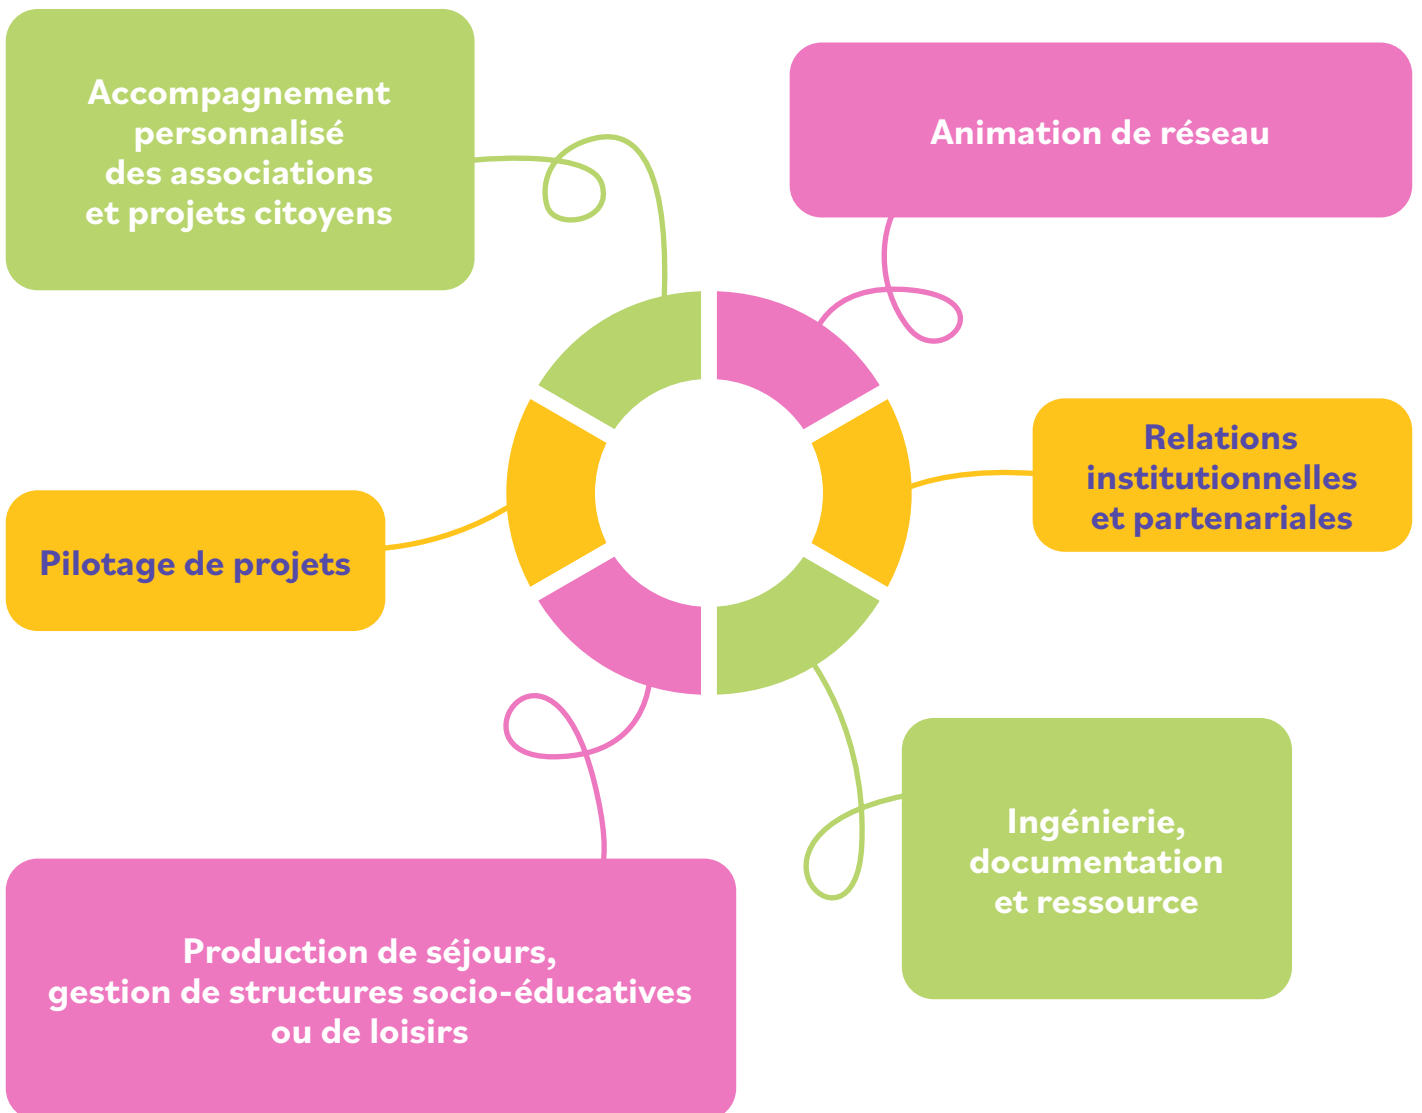 Accompagnement
personnalisé
des associations
et projets citoyens
Animation de réseau
Relations
institutionnelles
et partenariales
Pilotage de projets
Ingénierie,
documentation
et ressource
Production de séjours,
gestion de structures socio-éducatives
ou de loisirs